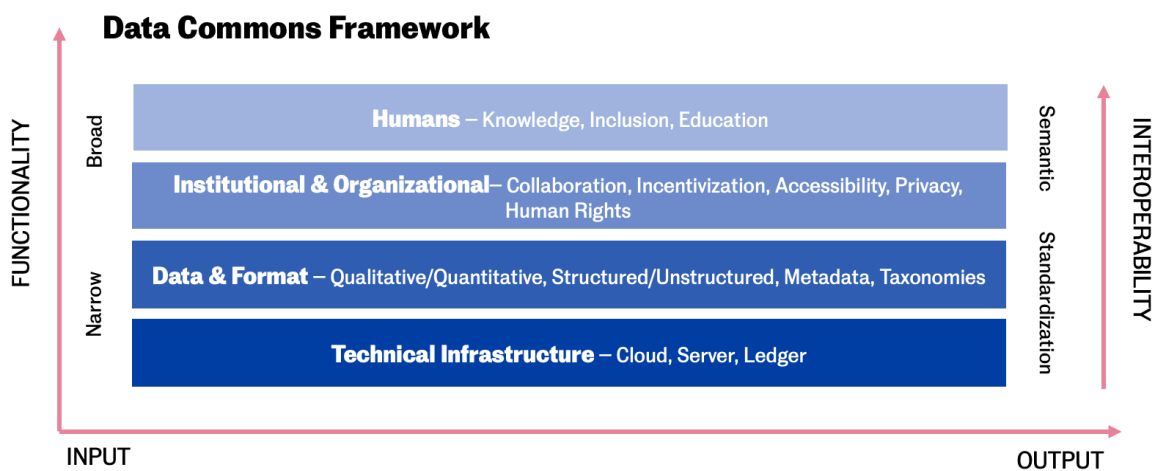 Data Commons Framework
FUNCTIONALITY
Broad
Narrow
Humans – Knowledge, Inclusion, Education
Institutional & Organizational– Collaboration, Incentivization, Accessibility, Privacy,
Human Rights
Data & Format – Qualitative/Quantitative, Structured/Unstructured, Metadata, Taxonomies
Technical Infrastructure – Cloud, Server, Ledger
Semantic
Standardization
INTEROPERABILITY
INPUT
OUTPUT